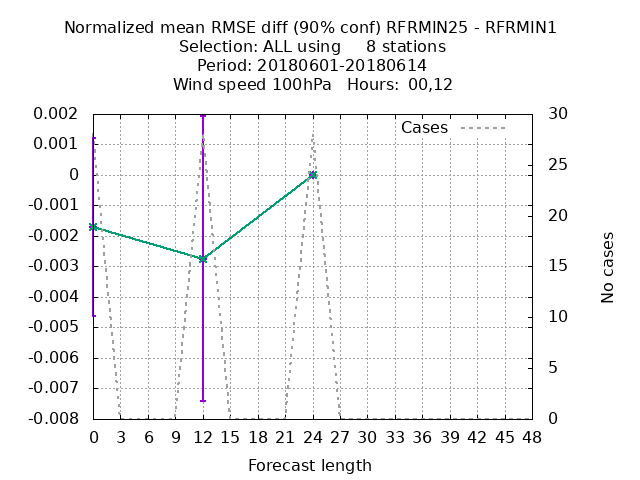 Normalized mean RMSE diff (90% conf) RFRMIN25 - RFRMIN1
Selection: ALL using     8 stations
Period: 20180601-20180614
Wind speed 100hPa   Hours:  00,12
Cases
0.002
0.001
0
-0.001
-0.002
-0.003
-0.004
-0.005
-0.006
-0.007
-0.008
30
25
20
15
10
5
0
No cases
0 3 6 9 12 15 18 21 24 27 30 33 36 39 42 45 48
Forecast length